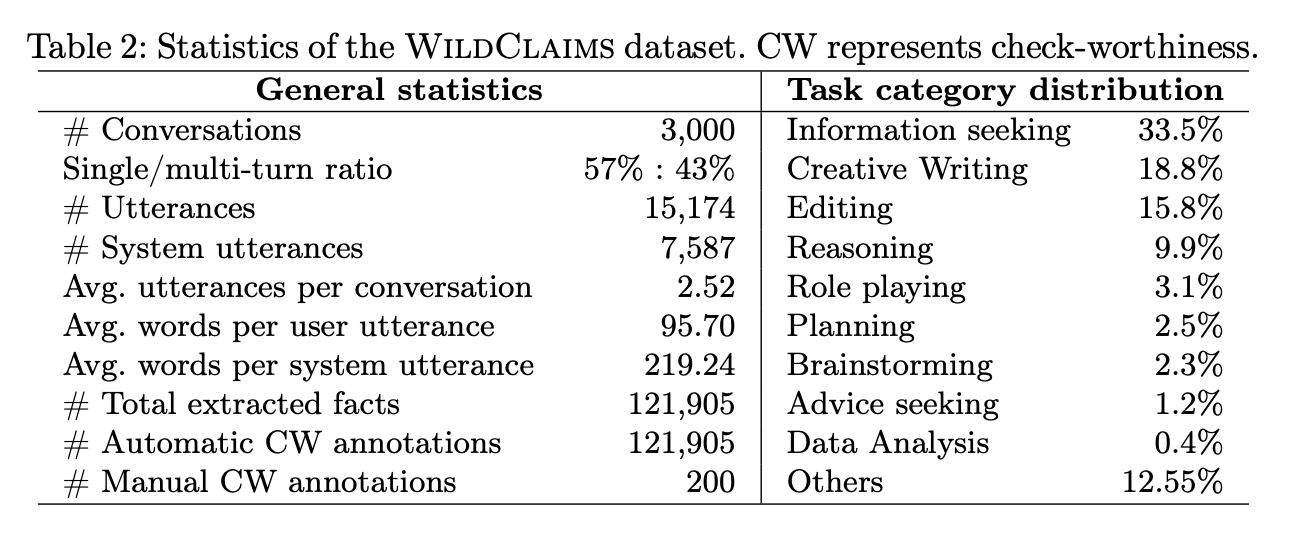 Table 2: Statistics of the WILDCLAIMS dataset. CW represents check-worthiness.
General statistics Task category distribution
# Conversations 3,000 Information seeking 33.5%
Single/multi-turn ratio 57% : 43% Creative Writing 18.8%
# Utterances 15,174 Editing 15.8%
# System utterances 7,587 Reasoning 9.9%
Avg. utterances per conversation 2.52 Role playing 3.1%
Avg. words per user utterance 95.70 Planning 2.5%
Avg. words per system utterance 219.24 Brainstorming 2.3%
# Total extracted facts 121,905 Advice seeking 1.2%
# Automatic CW annotations 121,905 Data Analysis 0.4%
# Manual CW annotations 200 Others 12.55%